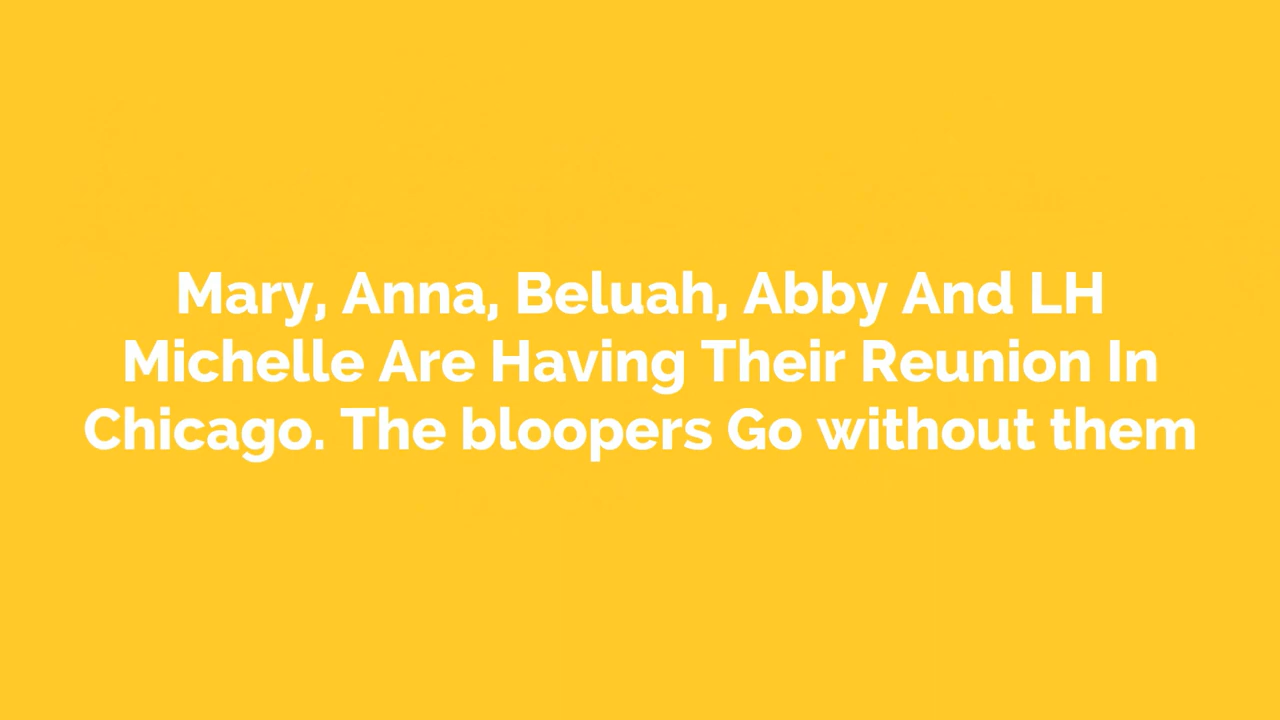 Mary, Anna, Beluah, Abby And LH
Michelle Are Having Their Reunion In
Chicago. The bloopers Go without them